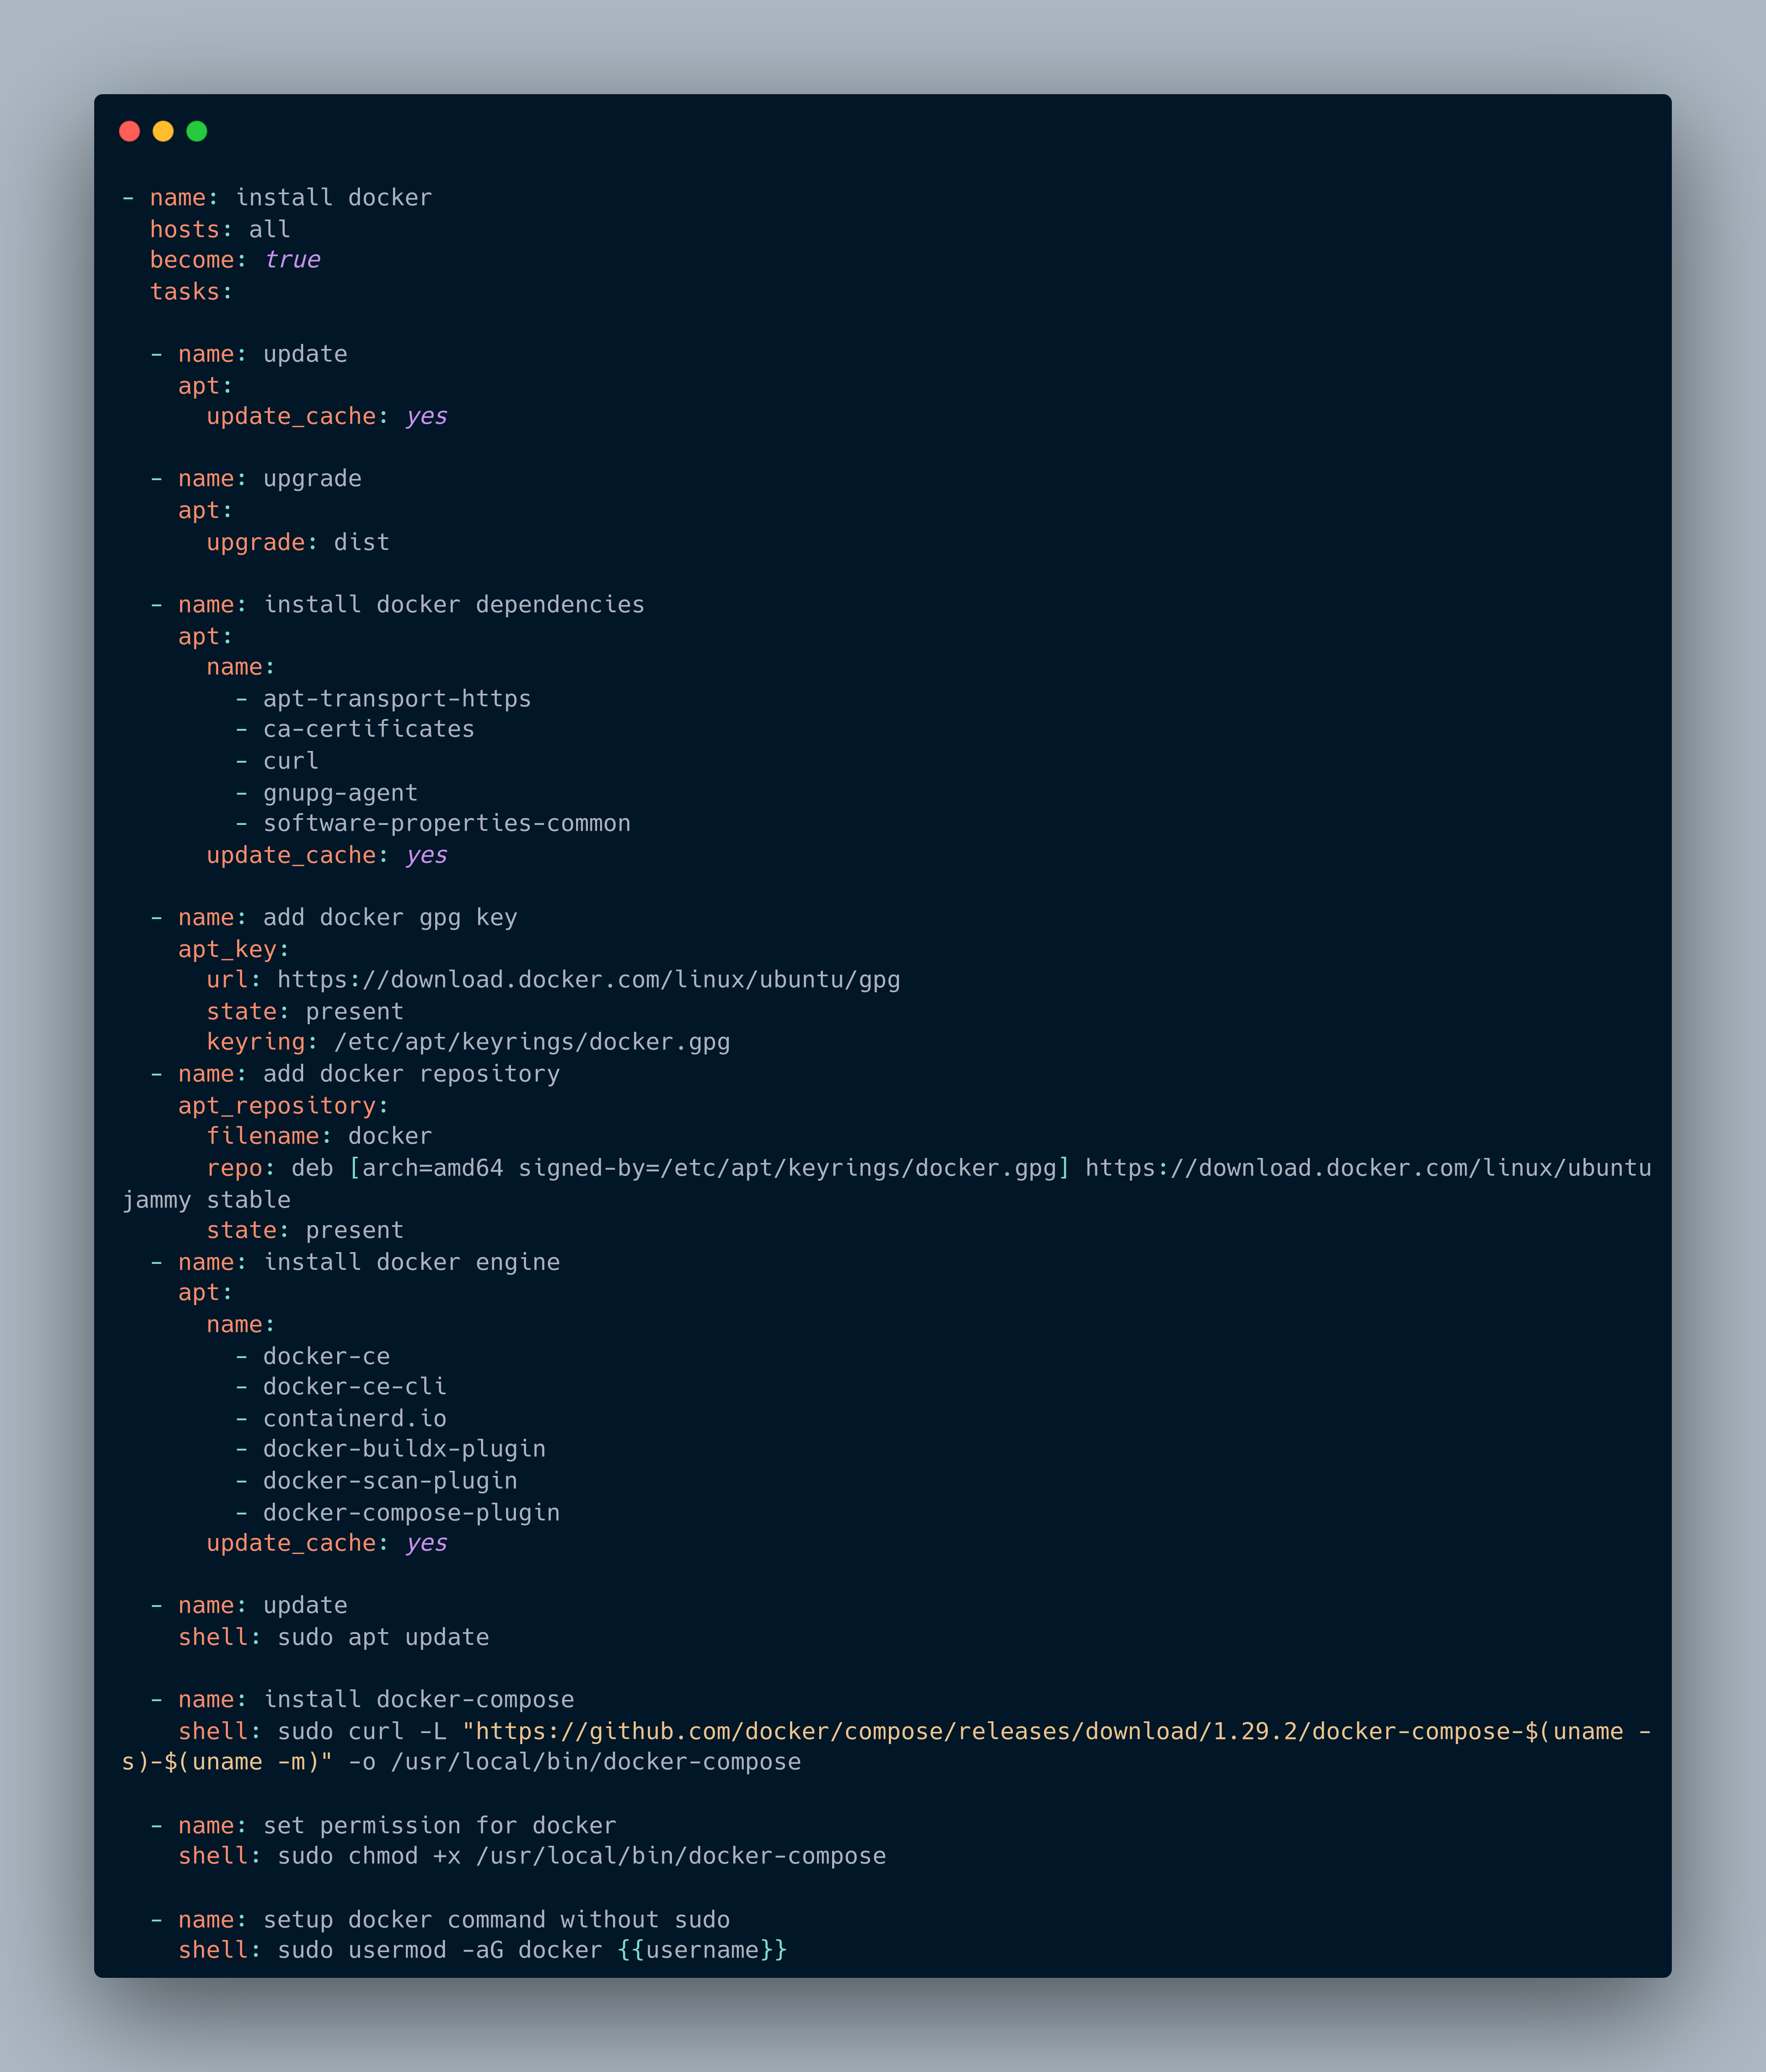 - name: install docker
  hosts: all
  become: true
  tasks:

  - name: update
    apt:
      update_cache: yes

  - name: upgrade
    apt:
      upgrade: dist

  - name: install docker dependencies
    apt:
      name:
        - apt-transport-https
        - ca-certificates
        - curl
        - gnupg-agent
        - software-properties-common
      update_cache: yes

  - name: add docker gpg key
    apt_key:
      url: https://download.docker.com/linux/ubuntu/gpg
      state: present
      keyring: /etc/apt/keyrings/docker.gpg
  - name: add docker repository
    apt_repository:
      filename: docker
      repo: deb [arch=amd64 signed-by=/etc/apt/keyrings/docker.gpg] https://download.docker.com/linux/ubuntu
jammy stable
      state: present
  - name: install docker engine
    apt:
      name:
        - docker-ce
        - docker-ce-cli
        - containerd.io
        - docker-buildx-plugin
        - docker-scan-plugin
        - docker-compose-plugin
      update_cache: yes

  - name: update
    shell: sudo apt update

  - name: install docker-compose
    shell: sudo curl -L "https://github.com/docker/compose/releases/download/1.29.2/docker-compose-$(uname -
s)-$(uname -m)" -o /usr/local/bin/docker-compose

  - name: set permission for docker
    shell: sudo chmod +x /usr/local/bin/docker-compose

  - name: setup docker command without sudo
    shell: sudo usermod -aG docker {{username}}